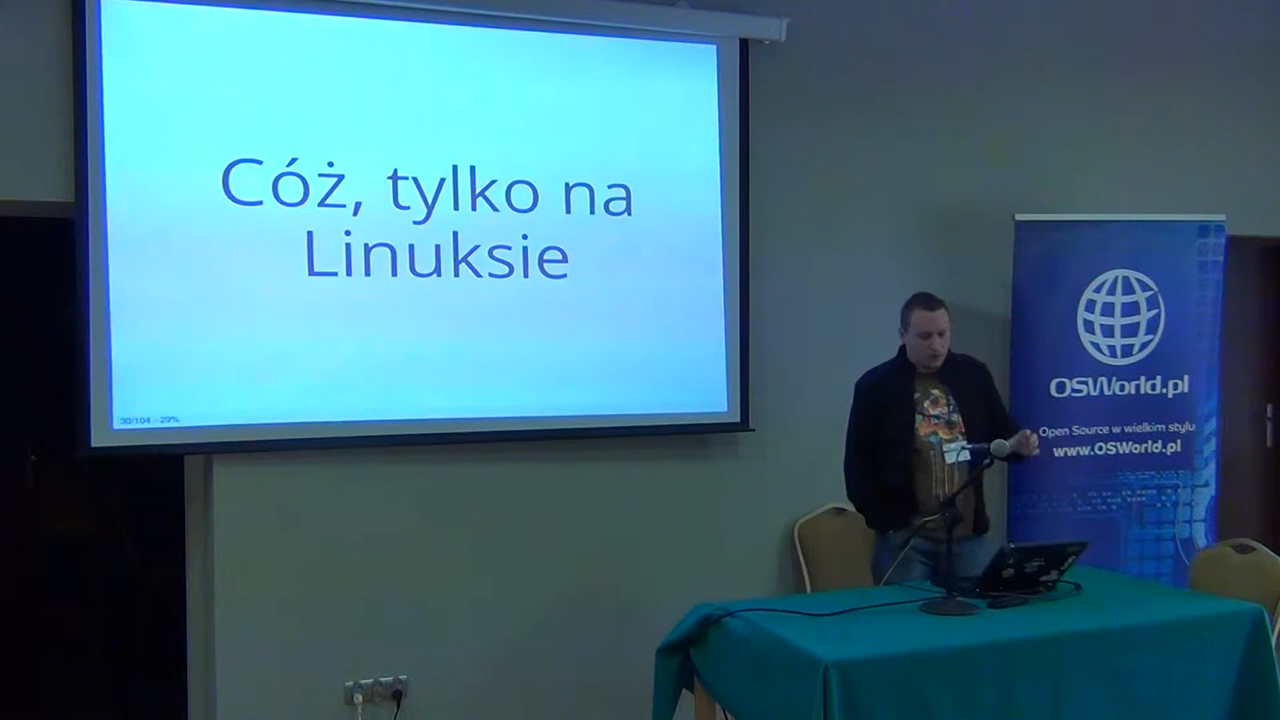 Cóż, tylko na
Linuksie
30/104 - 29%
OSWorld.pl
Open Source w wielkim stylu
www.OSWorld.pl